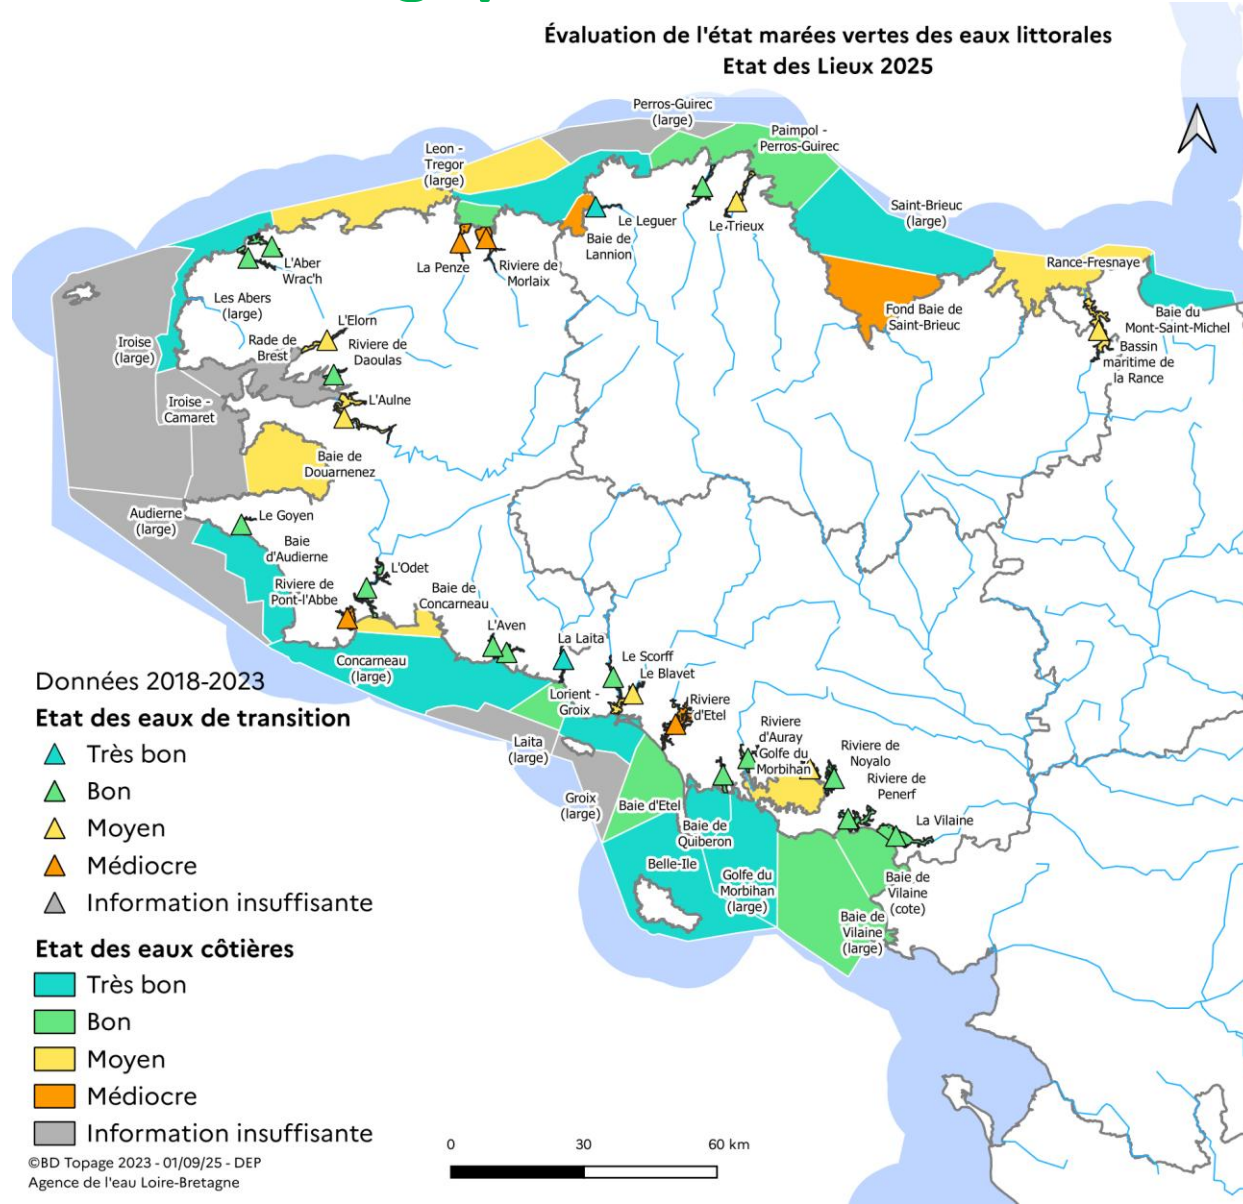 Évaluation de l'état marées vertes des eaux littorales
Etat des Lieux 2025
Perros-Guirec
(large)
Paimpol -
Perros-Guirec
Leon -
Tregor
(large)
Saint-Brieuc
(large)
Le Leguer
Le Trieux
Baie de
Lannion
La Penze
Riviere de
Morlaix
Rance-Fresnaye
L'Aber
Wrac'h
Les Abers
(large)
Fond Baie de
Saint-Brieuc
Baie du
Mont-Saint-Michel
Bassin
maritime de
la Rance
L'Elorn
Rade de
Brest
Riviere de
Daoulas
Iroise
(large)
Iroise -
Camaret
L'Aulne
Baie de
Douarnenez
Audierne
(large)
Le Goyen
Baie
d'Audierne
L'Odet
Riviere de
Pont-l'Abbe
Baie de
Concarneau
L'Aven
La Laita
Concarneau
(large)
Le Scorff
Le Blavet
Lorient -
Groix
Riviere
d'Etel
Laita
(large)
Riviere
d'Auray
Golfe du
Morbihan
Riviere de
Noyalo
Riviere de
Penerf
Groix
(large)
Baie d'Etel
La Vilaine
Baie de
Quiberon
Belle-Ile
Golfe du
Morbihan
(large)
Baie de
Vilaine
(cote)
Baie de
Vilaine
(large)
Données 2018-2023
Etat des eaux de transition
Très bon
Bon
Moyen
Médiocre
Information insuffisante
Etat des eaux côtières
Très bon
Bon
Moyen
Médiocre
Information insuffisante
©BD Topage 2023 - 01/09/25 - DEP
Agence de l'eau Loire-Bretagne
0 30 60 km